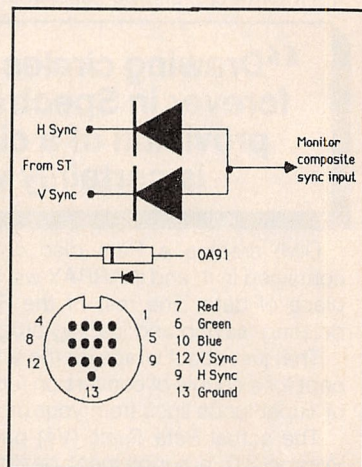 H Sync
From ST
V Sync
Monitor
composite
sync input
OA91
4
1
8
5
12
9
13
7 Red
6 Green
10 Blue
12 V Sync
9 H Sync
13 Ground